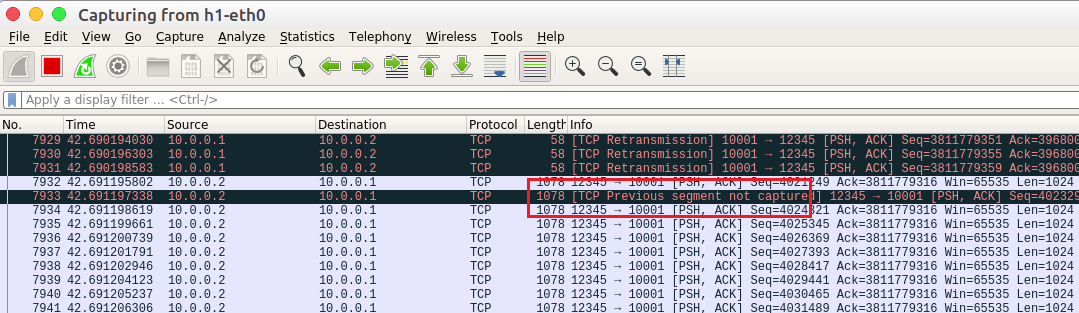 Capturing from h1-eth0
File Edit View Go Capture Analyze Statistics Telephony Wireless Tools Help
Apply a display filter ... <Ctrl-/>
No. Time Source Destination Protocol Length Info
7929 42.690194030 10.0.0.1 10.0.0.2 TCP 58 [TCP Retransmission] 10001 → 12345 [PSH, ACK] Seq=3811779351 Ack=396800
7930 42.690196303 10.0.0.1 10.0.0.2 TCP 58 [TCP Retransmission] 10001 → 12345 [PSH, ACK] Seq=3811779355 Ack=396800
7931 42.690198583 10.0.0.1 10.0.0.2 TCP 58 [TCP Retransmission] 10001 → 12345 [PSH, ACK] Seq=3811779359 Ack=396800
7932 42.691195802 10.0.0.2 10.0.0.1 TCP 1078 12345 → 10001 [PSH, ACK] Seq=4021249 Ack=3811779316 Win=65535 Len=1024
7933 42.691197338 10.0.0.2 10.0.0.1 TCP 1078 [TCP Previous segment not captured] 12345 → 10001 [PSH, ACK] Seq=402329
7934 42.691198619 10.0.0.2 10.0.0.1 TCP 1078 12345 → 10001 [PSH, ACK] Seq=4024321 Ack=3811779316 Win=65535 Len=1024
7935 42.691199661 10.0.0.2 10.0.0.1 TCP 1078 12345 → 10001 [PSH, ACK] Seq=4025345 Ack=3811779316 Win=65535 Len=1024
7936 42.691200739 10.0.0.2 10.0.0.1 TCP 1078 12345 → 10001 [PSH, ACK] Seq=4026369 Ack=3811779316 Win=65535 Len=1024
7937 42.691201791 10.0.0.2 10.0.0.1 TCP 1078 12345 → 10001 [PSH, ACK] Seq=4027393 Ack=3811779316 Win=65535 Len=1024
7938 42.691202946 10.0.0.2 10.0.0.1 TCP 1078 12345 → 10001 [PSH, ACK] Seq=4028417 Ack=3811779316 Win=65535 Len=1024
7939 42.691204123 10.0.0.2 10.0.0.1 TCP 1078 12345 → 10001 [PSH, ACK] Seq=4029441 Ack=3811779316 Win=65535 Len=1024
7940 42.691205237 10.0.0.2 10.0.0.1 TCP 1078 12345 → 10001 [PSH, ACK] Seq=4030465 Ack=3811779316 Win=65535 Len=1024
7941 42.691206306 10.0.0.2 10.0.0.1 TCP 1078 12345 → 10001 [PSH, ACK] Seq=4031489 Ack=3811779316 Win=65535 Len=1024